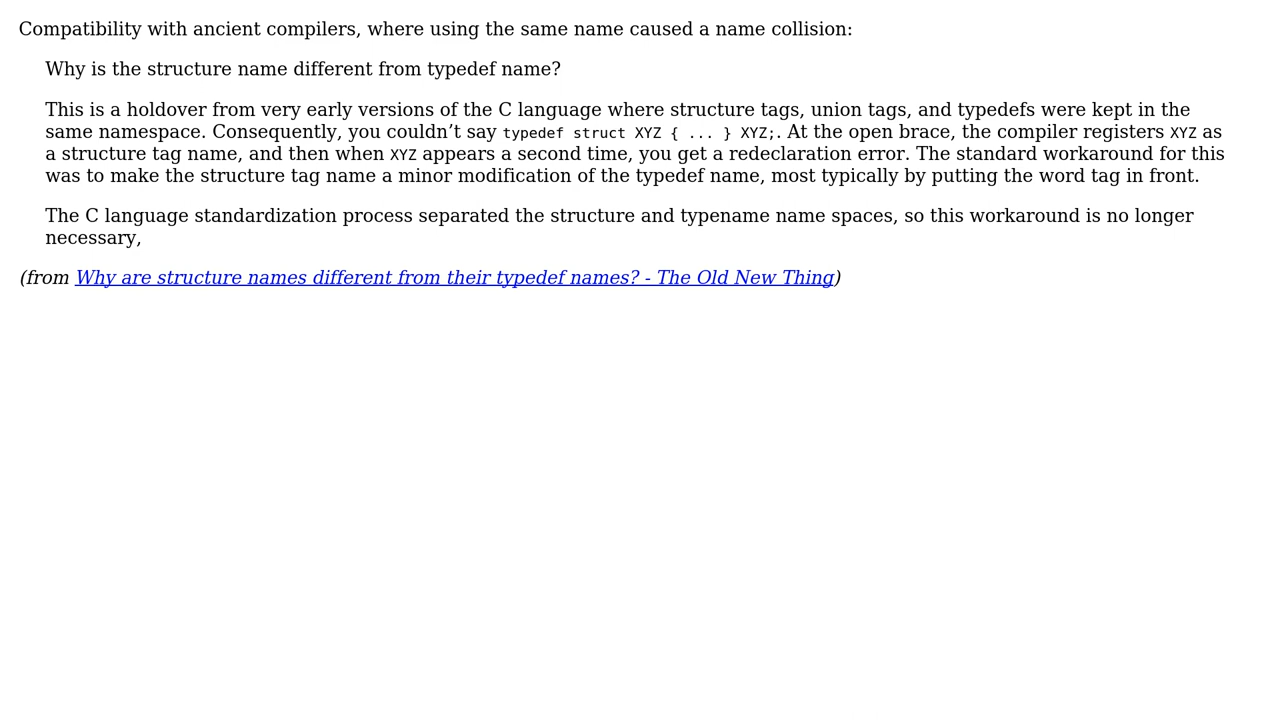 Compatibility with ancient compilers, where using the same name caused a name collision:
Why is the structure name different from typedef name?
This is a holdover from very early versions of the C language where structure tags, union tags, and typedefs were kept in the
same namespace. Consequently, you couldn’t say typedef struct XYZ { ... } XYZ;. At the open brace, the compiler registers XYZ as
a structure tag name, and then when XYZ appears a second time, you get a redeclaration error. The standard workaround for this
was to make the structure tag name a minor modification of the typedef name, most typically by putting the word tag in front.
The C language standardization process separated the structure and typename name spaces, so this workaround is no longer
necessary,
(from Why are structure names different from their typedef names? - The Old New Thing)